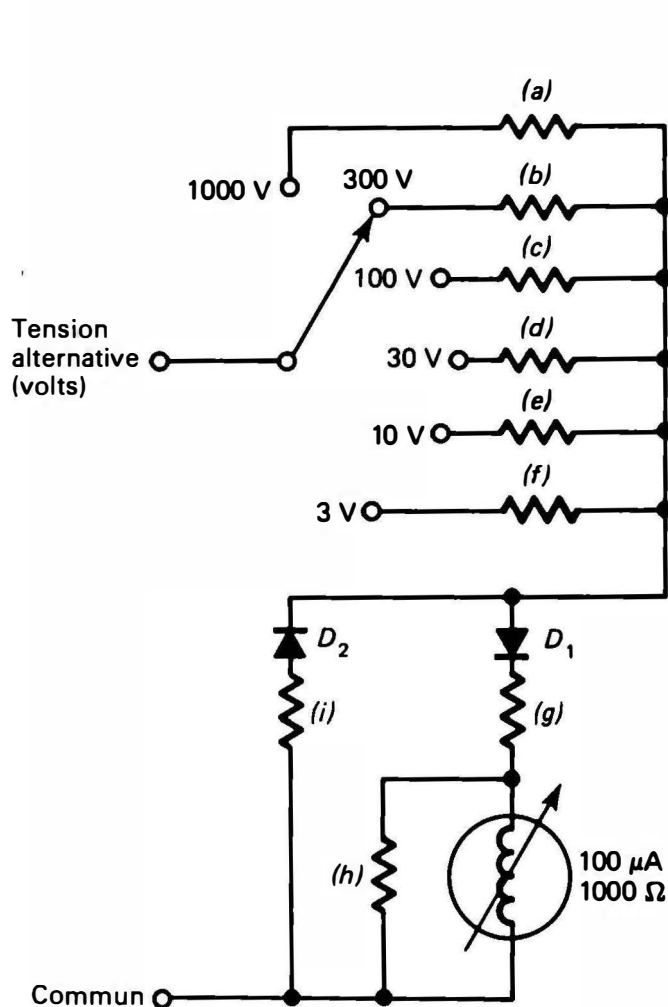 (a)
1000 V
300 V
(b)
(c)
100 V
Tension
alternative
(volts)
(d)
30 V
(e)
10 V
(f)
3 V
D2
D1
(i)
(g)
(h)
100 μA
1000 Ω
Commun